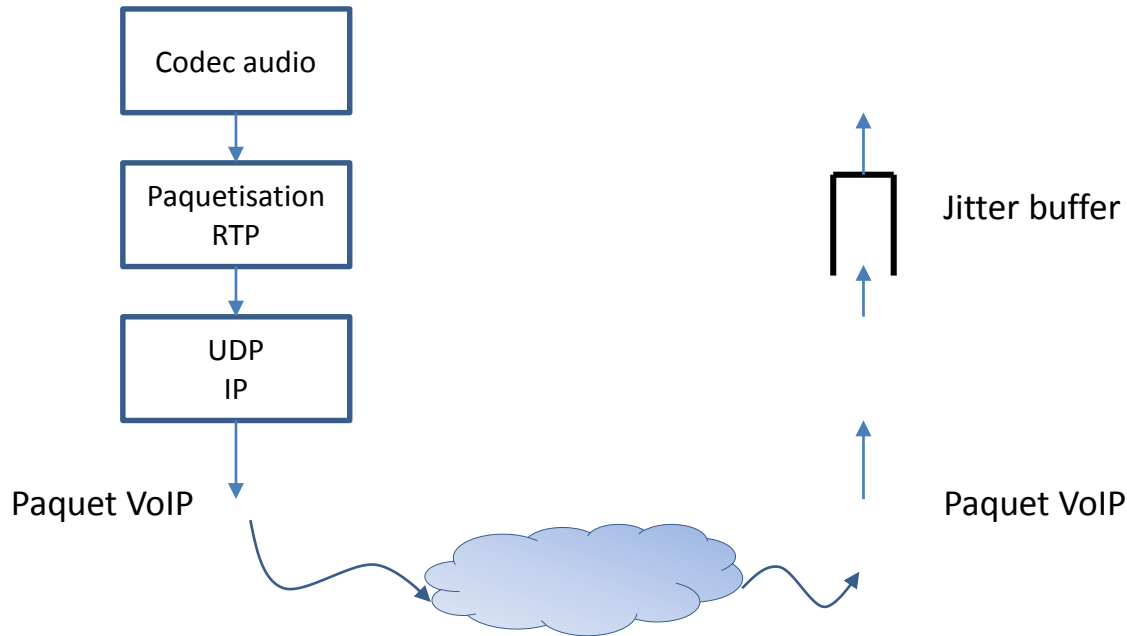 Codec audio
Paquetisation
RTP
UDP
IP
Paquet VoIP
Jitter buffer
Paquet VoIP